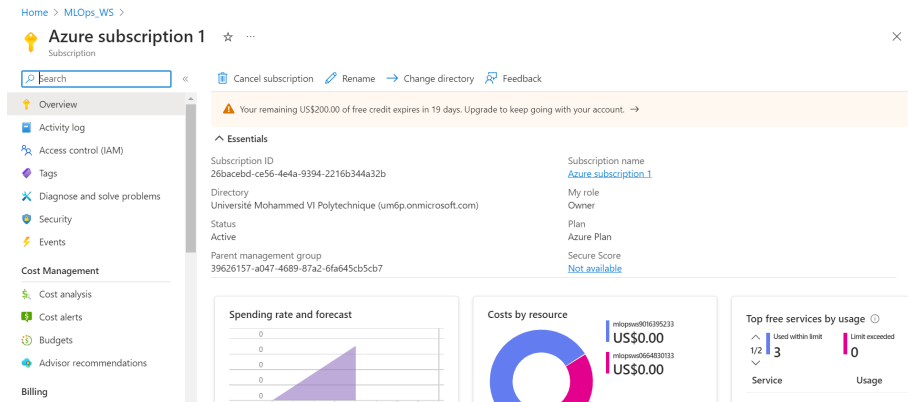 Home > MLOps_WS >
Azure subscription 1 ☆ ...
Subscription
Search
«
Cancel subscription Rename Change directory Feedback
Overview
Activity log
Access control (IAM)
Tags
Diagnose and solve problems
Security
Events
Cost Management
Cost analysis
Cost alerts
Budgets
Advisor recommendations
Billing
Your remaining US$200.00 of free credit expires in 19 days. Upgrade to keep going with your account. →
Essentials
Subscription ID
26bacebd-ce56-4e4a-9394-2216b344a32b
Subscription name
Azure subscription 1
Directory
Université Mohammed VI Polytechnique (um6p.onmicrosoft.com)
My role
Owner
Status
Active
Plan
Azure Plan
Parent management group
39626157-a047-4689-87a2-6fa645cb5cb7
Secure Score
Not available
Spending rate and forecast
0
0
0
0
0
Costs by resource
mlopsws9016395233
US$0.00
mlopsws0664830133
US$0.00
Top free services by usage
1/2
Used within limit
3
Limit exceeded
0
Service Usage